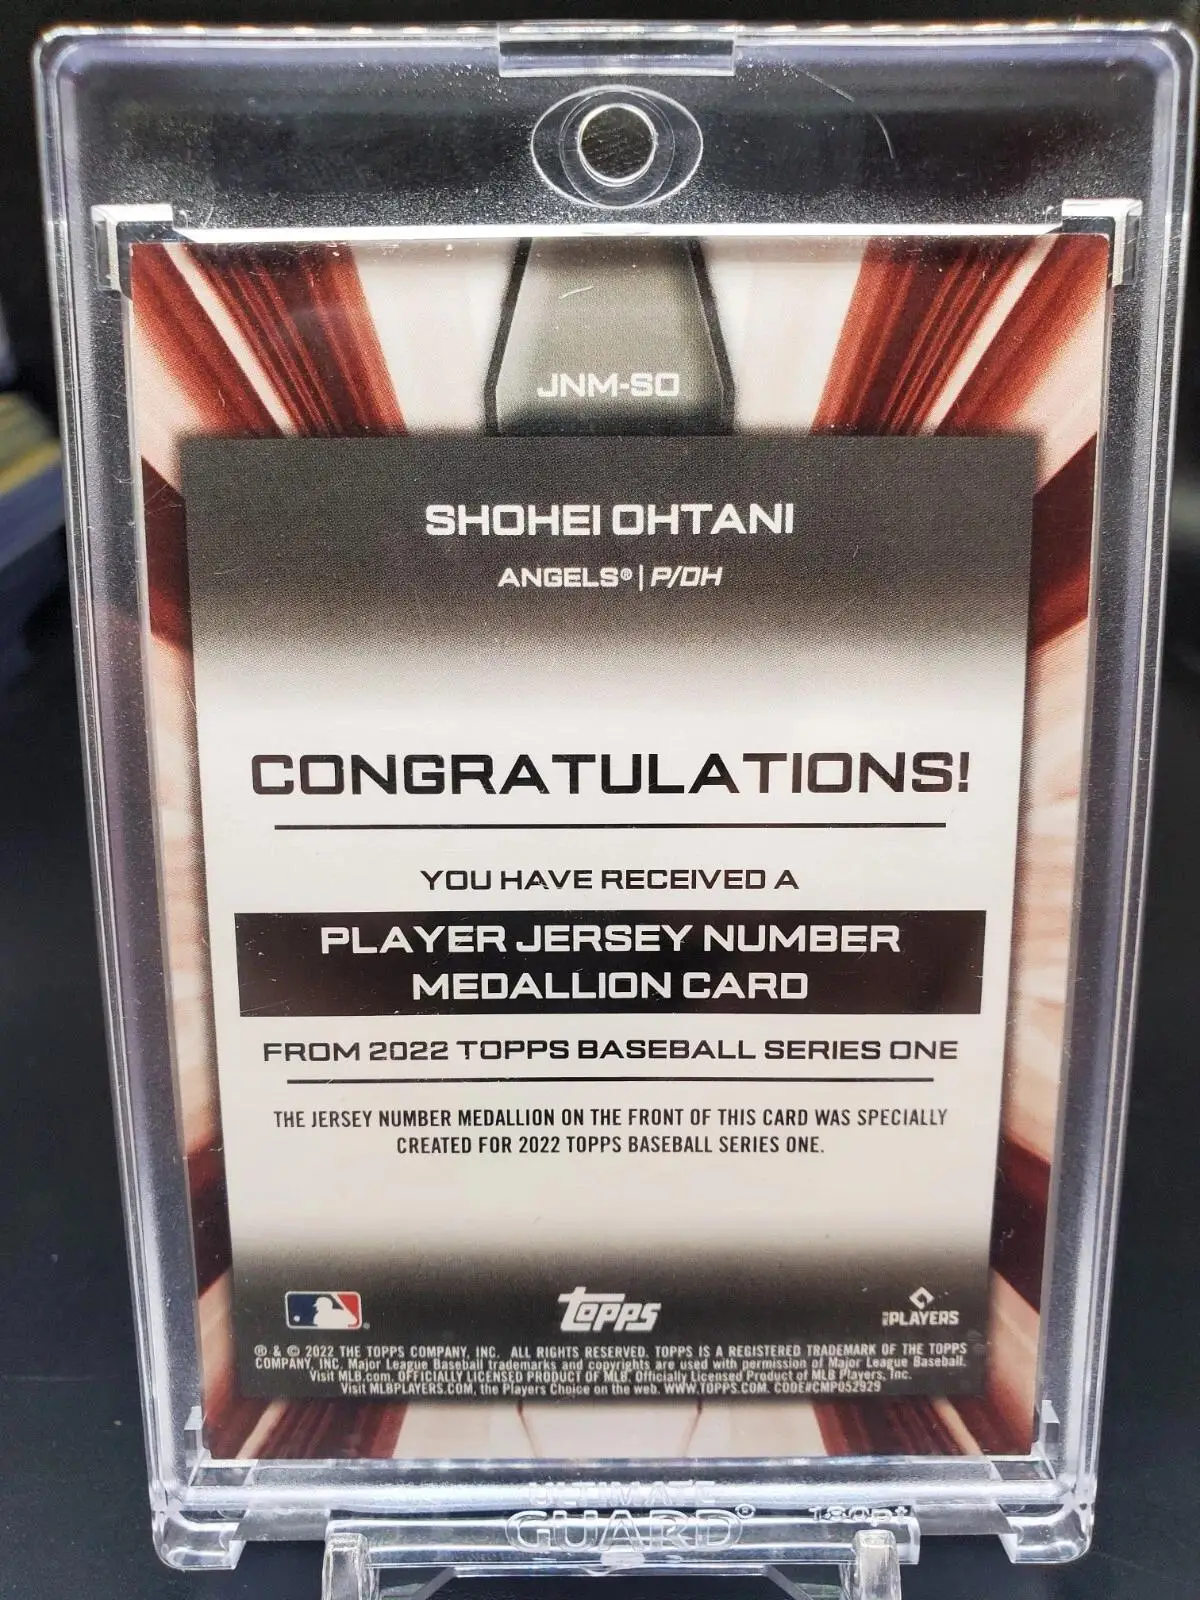 JNM-SO
SHOHEI OHTANI
ANGELS® | P/DH
CONGRATULATIONS!
YOU HAVE RECEIVED A
PLAYER JERSEY NUMBER
MEDALLION CARD
FROM 2022 TOPPS BASEBALL SERIES ONE
THE JERSEY NUMBER MEDALLION ON THE FRONT OF THIS CARD WAS SPECIALLY
CREATED FOR 2022 TOPPS BASEBALL SERIES ONE.
topps
PLAYERS
® & © 2022 THE TOPPS COMPANY, INC. ALL RIGHTS RESERVED. TOPPS IS A REGISTERED TRADEMARK OF THE TOPPS
COMPANY, INC. Major League Baseball trademarks and copyrights are used with permission of Major League Baseball.
Visit MLB.com. OFFICIALLY LICENSED PRODUCT OF MLB. Officially Licensed Product of MLB Players, Inc.
Visit MLBPLAYERS.COM, the Players Choice on the web. WWW.TOPPS.COM. CODE#CMP052929
ULTIMATE
GUARD® 180pt